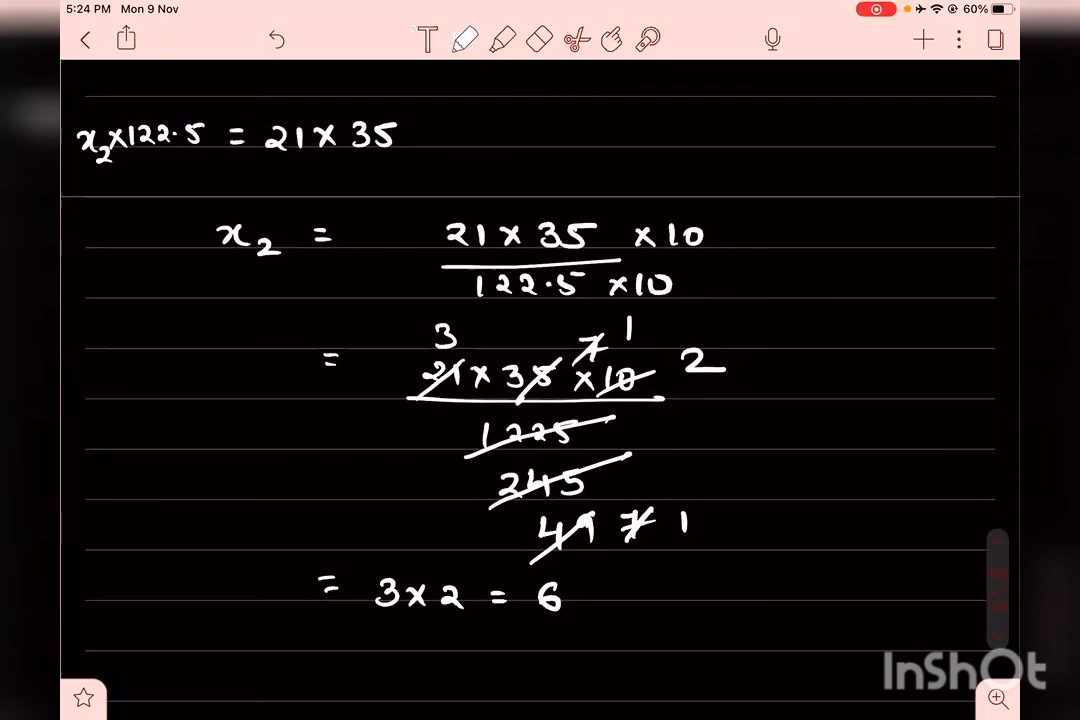 5:24 PM Mon 9 Nov 60%
T
x₂ × 122.5 = 21 × 35
x₂ = 21 × 35 × 10
122.5 × 10
3 7 1
= 21 × 35 × 10 2
1225
245
49 7 1
= 3 × 2 = 6
InShOt